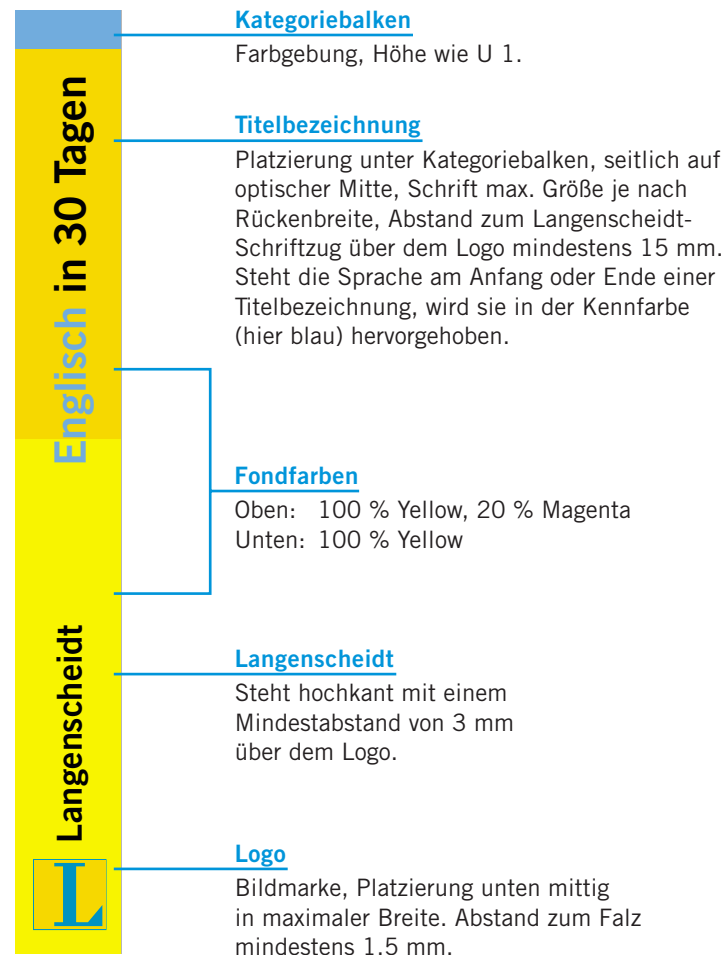 Kategoriebalken
Farbgebung, Höhe wie U 1.
Englisch in 30 Tagen
Titelbezeichnung
Platzierung unter Kategoriebalken, seitlich auf
optischer Mitte, Schrift max. Größe je nach
Rückenbreite, Abstand zum Langenscheidt-
Schriftzug über dem Logo mindestens 15 mm.
Steht die Sprache am Anfang oder Ende einer
Titelbezeichnung, wird sie in der Kennfarbe
(hier blau) hervorgehoben.
Fondfarben
Oben: 100 % Yellow, 20 % Magenta
Unten: 100 % Yellow
Langenscheidt
Langenscheidt
Steht hochkant mit einem
Mindestabstand von 3 mm
über dem Logo.
L
Logo
Bildmarke, Platzierung unten mittig
in maximaler Breite. Abstand zum Falz
mindestens 1.5 mm.